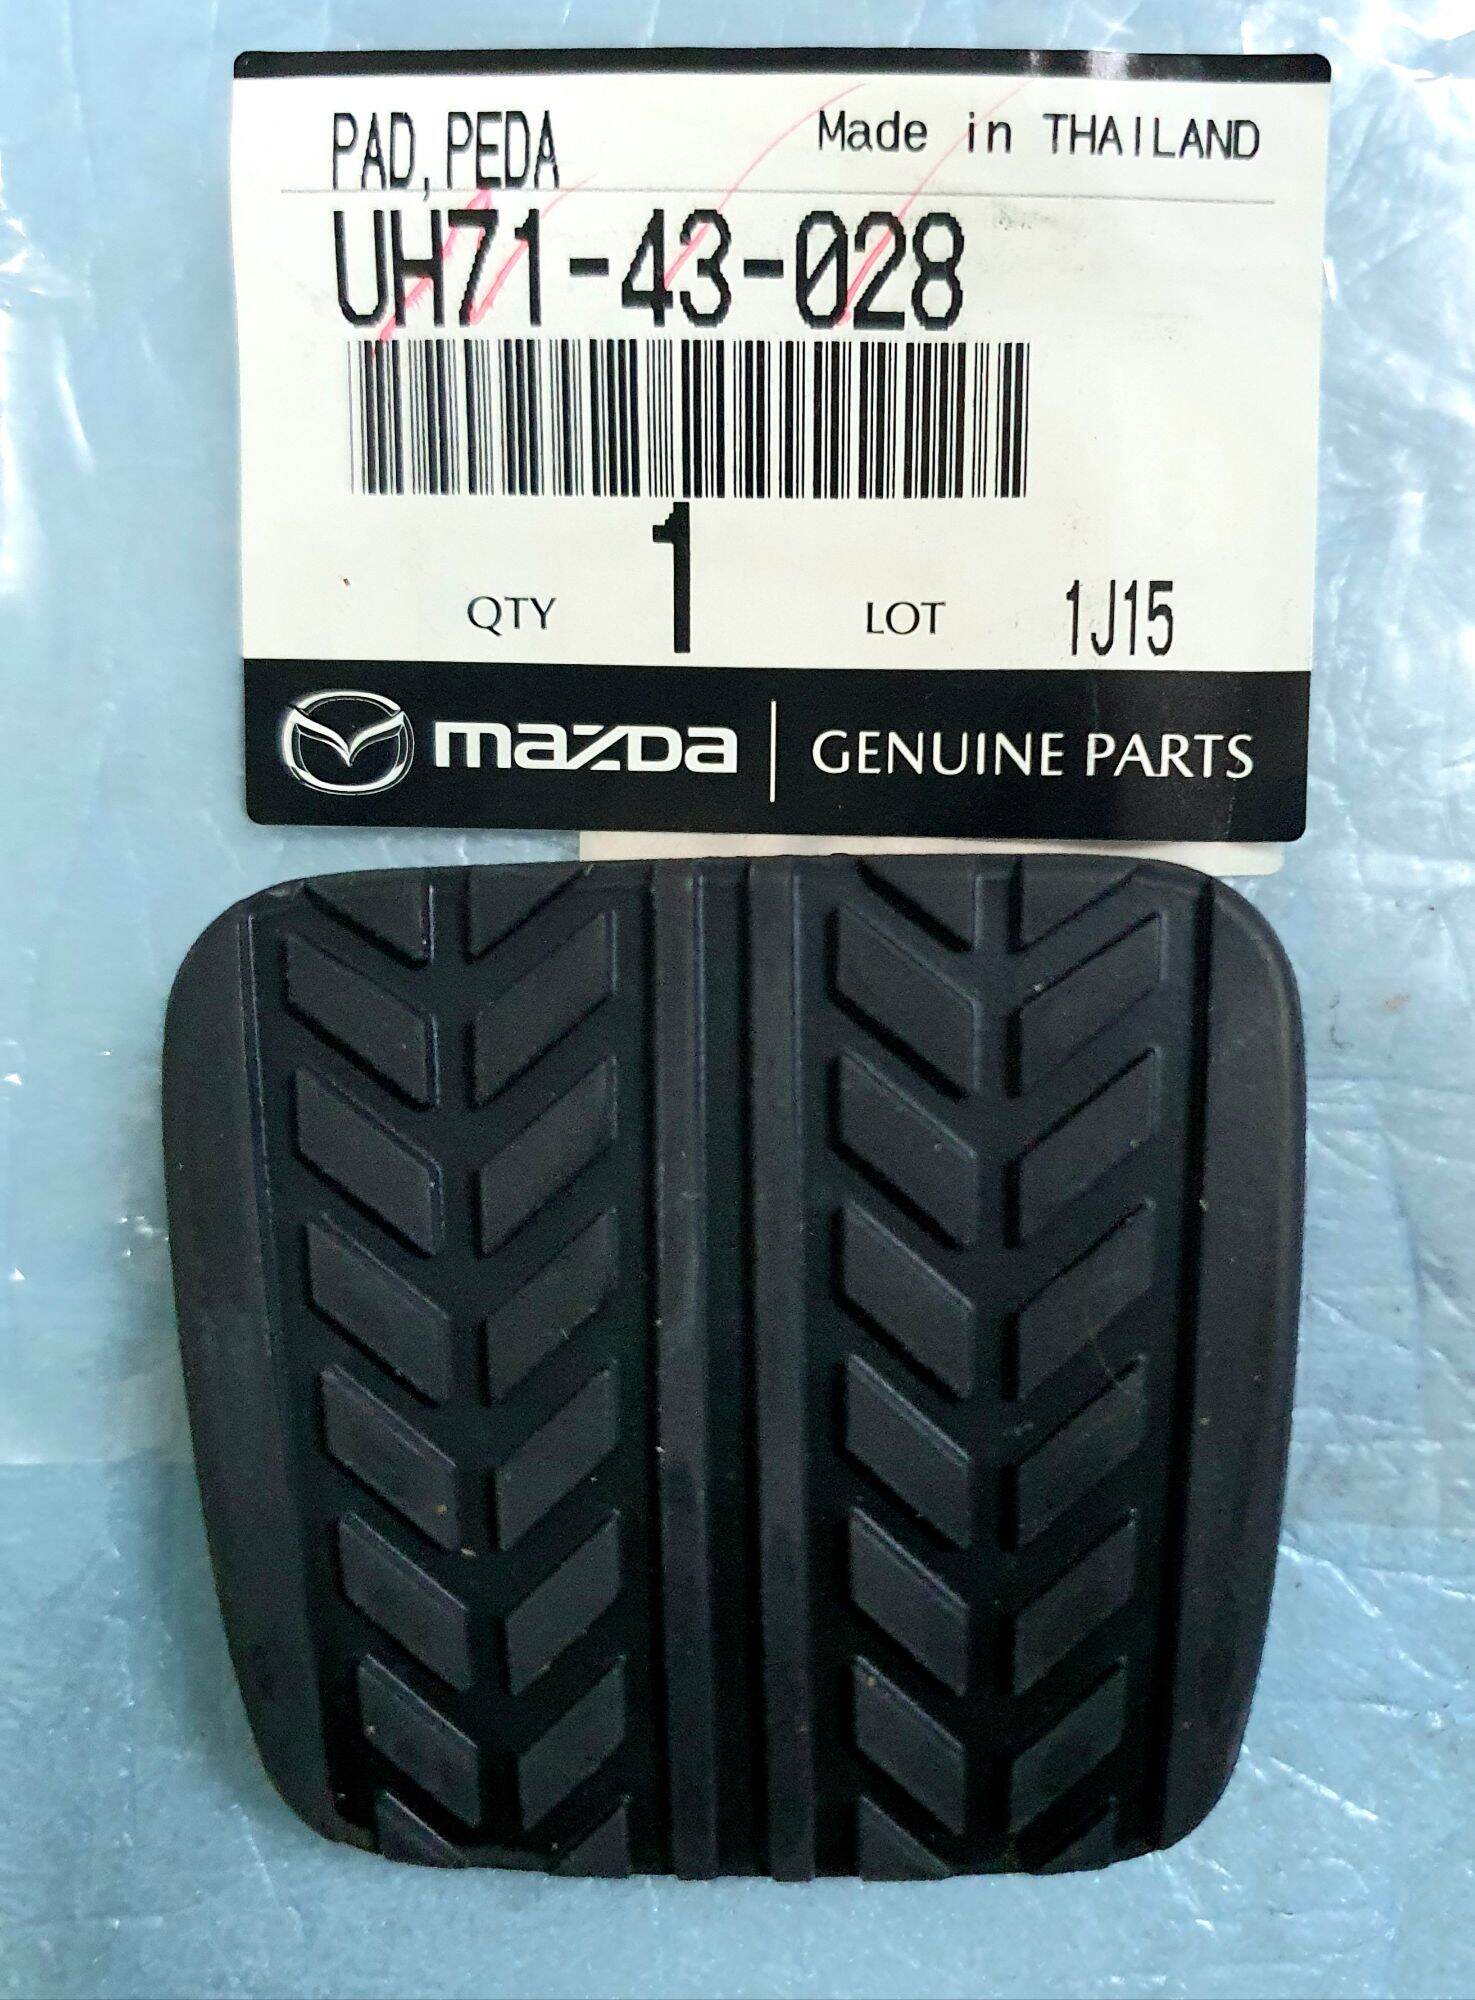 PAD, PEDA
Made in THAILAND
UH71-43-028
QTY 1 LOT 1J15
mazda GENUINE PARTS